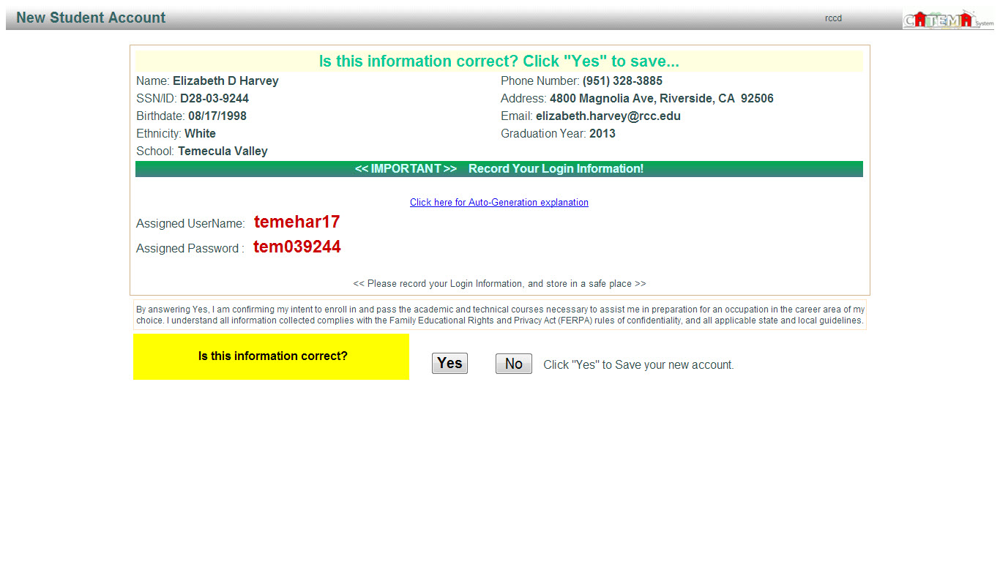 New Student Account
rccd
CATEMA System
Is this information correct? Click "Yes" to save...
Name: Elizabeth D Harvey
Phone Number: (951) 328-3885
SSN/ID: D28-03-9244
Address: 4800 Magnolia Ave, Riverside, CA  92506
Birthdate: 08/17/1998
Email: elizabeth.harvey@rcc.edu
Ethnicity: White
Graduation Year: 2013
School: Temecula Valley
<< IMPORTANT >>    Record Your Login Information!
Click here for Auto-Generation explanation
Assigned UserName: temehar17
Assigned Password : tem039244
<< Please record your Login Information, and store in a safe place >>
By answering Yes, I am confirming my intent to enroll in and pass the academic and technical courses necessary to assist me in preparation for an occupation in the career area of my
choice. I understand all information collected complies with the Family Educational Rights and Privacy Act (FERPA) rules of confidentiality, and all applicable state and local guidelines.
Is this information correct?
Yes
No
Click "Yes" to Save your new account.